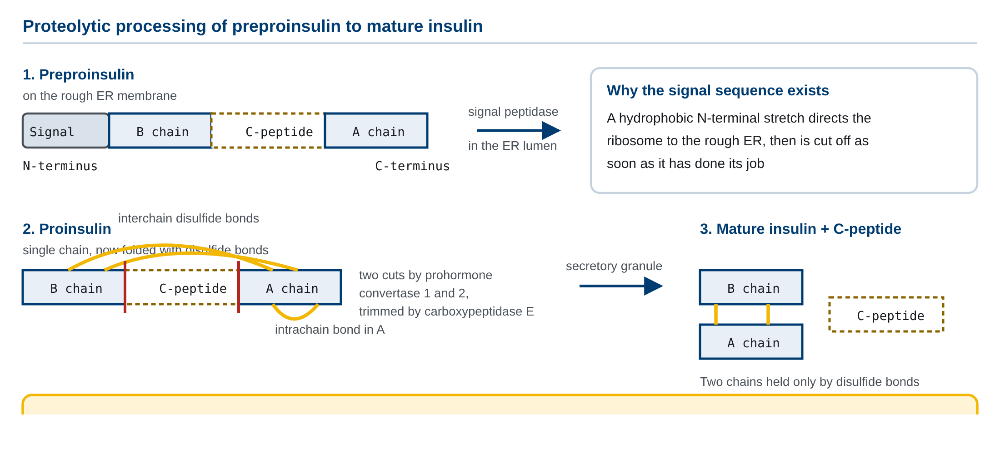 Proteolytic processing of preproinsulin to mature insulin
1. Preproinsulin
on the rough ER membrane
Signal
B chain
C-peptide
A chain
N-terminus
C-terminus
signal peptidase
in the ER lumen
Why the signal sequence exists
A hydrophobic N-terminal stretch directs the
ribosome to the rough ER, then is cut off as
soon as it has done its job
interchain disulfide bonds
2. Proinsulin
single chain, now folded with disulfide bonds
B chain
C-peptide
A chain
intrachain bond in A
two cuts by prohormone
convertase 1 and 2,
trimmed by carboxypeptidase E
secretory granule
3. Mature insulin + C-peptide
B chain
A chain
C-peptide
Two chains held only by disulfide bonds